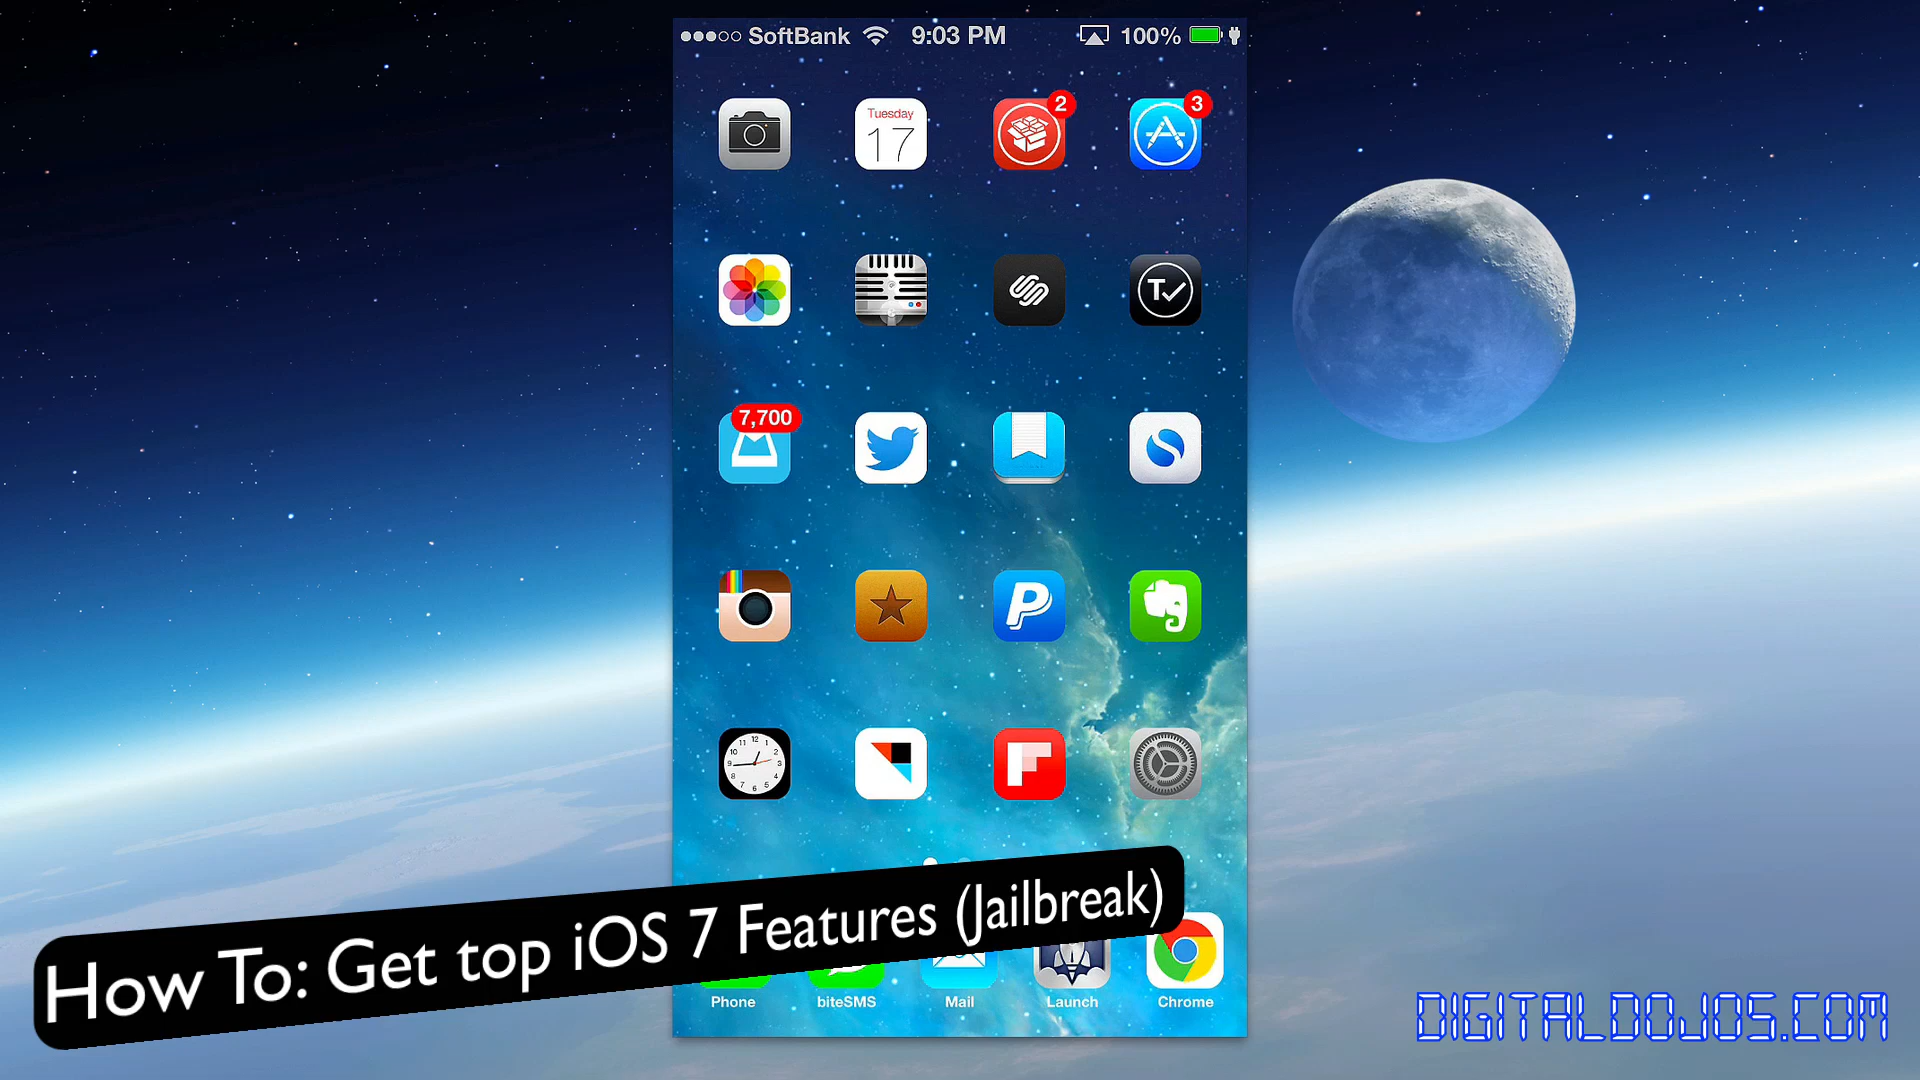 SoftBank 9:03 PM 100%
Tuesday
17
2
3
T
7,700
How To: Get top iOS 7 Features (Jailbreak)
Phone biteSMS Mail Launch Chrome
DIGITALDOJOS.COM